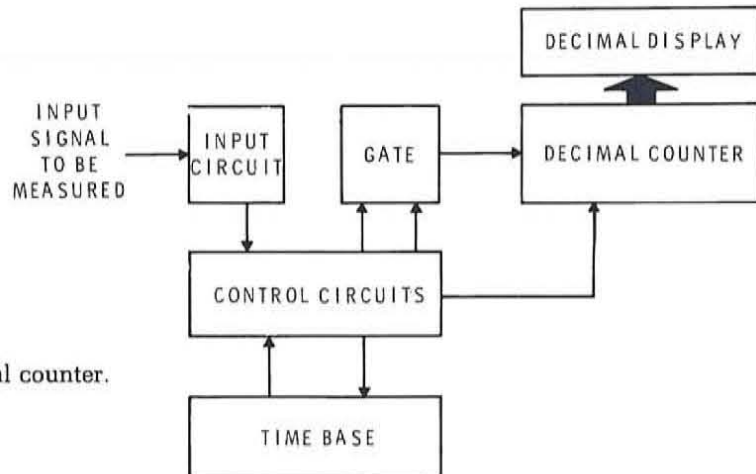 DECIMAL DISPLAY
INPUT
SIGNAL
TO BE
MEASURED
INPUT
CIRCUIT
GATE
DECIMAL COUNTER
CONTROL CIRCUITS
al counter.
TIME BASE